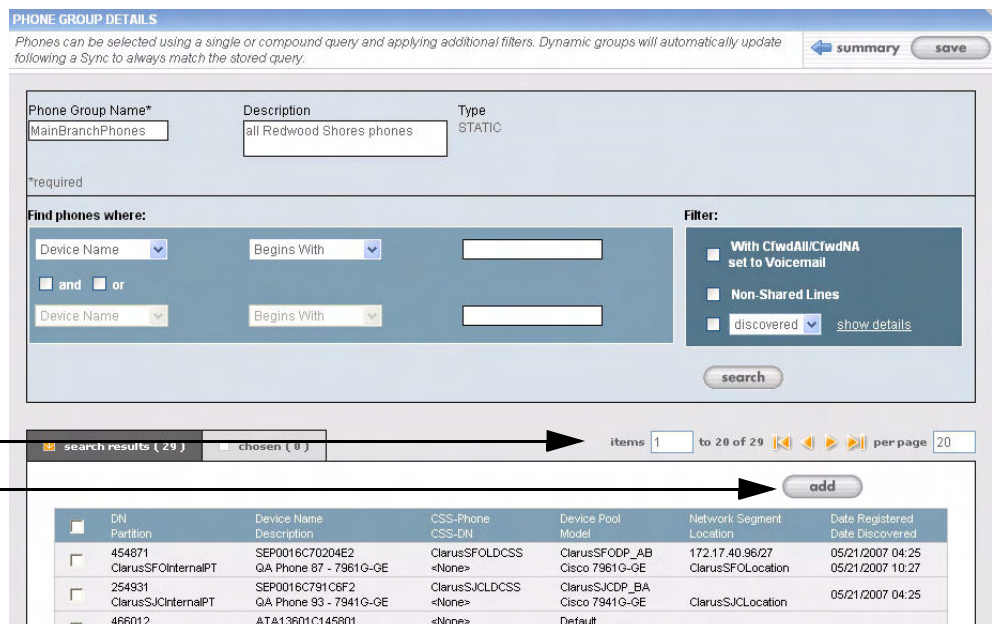 PHONE GROUP DETAILS
Phones can be selected using a single or compound query and applying additional filters. Dynamic groups will automatically update
following a Sync to always match the stored query.
summary save
Phone Group Name* Description Type
MainBranchPhones all Redwood Shores phones STATIC
*required
Find phones where: Filter:
Device Name Begins With
With CfwdAll/CfwdNA
set to Voicemail
and or
Non-Shared Lines
Device Name Begins With
discovered show details
search
search results ( 29 ) chosen ( 0 ) items 1 to 20 of 29 per page 20
add
DN Device Name CSS-Phone Device Pool Network Segment Date Registered
Partition Description CSS-DN Model Location Date Discovered
454871 SEP0016C70204E2 ClarusSFOLDCSS ClarusSFODP_AB 172.17.40.96/27 05/21/2007 04:25
ClarusSFOInternalPT QA Phone 87 - 7961G-GE <None> Cisco 7961G-GE ClarusSFOLocation 05/21/2007 10:27
254931 SEP0016C791C6F2 ClarusSJCLDCSS ClarusSJCDP_BA 05/21/2007 04:25
ClarusSJCInternalPT QA Phone 93 - 7941G-GE <None> Cisco 7941G-GE ClarusSJCLocation
466012 ATA13601C145801 <None> Default